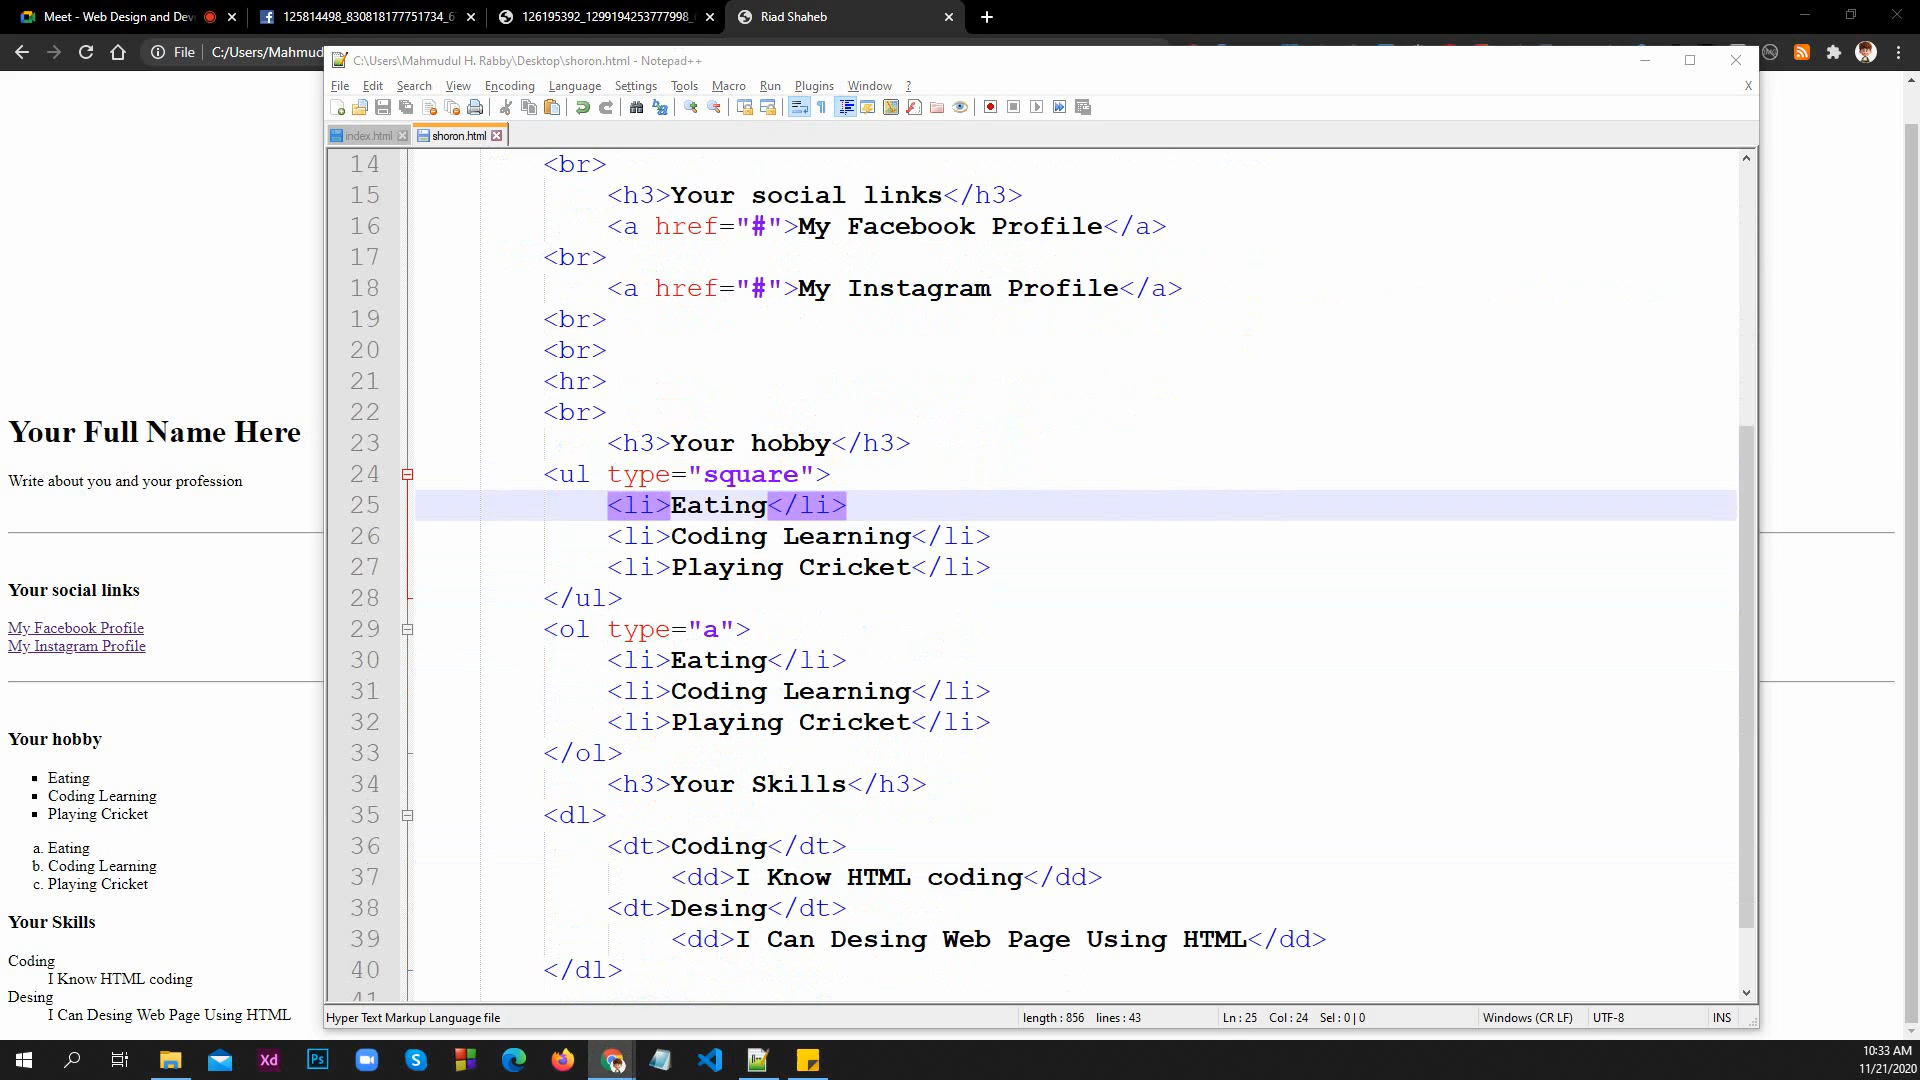 Meet - Web Design and Dev
125814498_830818177751734_6
126195392_1299194253777998_
Riad Shaheb
File
C:/Users/Mahmud
C:\Users\Mahmudul H. Rabby\Desktop\shoron.html - Notepad++
File Edit Search View Encoding Language Settings Tools Macro Run Plugins Window ?
X
index.html
shoron.html
14 <br>
15 <h3>Your social links</h3>
16 <a href="#">My Facebook Profile</a>
17 <br>
18 <a href="#">My Instagram Profile</a>
19 <br>
20 <br>
21 <hr>
22 <br>
23 <h3>Your hobby</h3>
24 <ul type="square">
25 <li>Eating</li>
26 <li>Coding Learning</li>
27 <li>Playing Cricket</li>
28 </ul>
29 <ol type="a">
30 <li>Eating</li>
31 <li>Coding Learning</li>
32 <li>Playing Cricket</li>
33 </ol>
34 <h3>Your Skills</h3>
35 <dl>
36 <dt>Coding</dt>
37 <dd>I Know HTML coding</dd>
38 <dt>Desing</dt>
39 <dd>I Can Desing Web Page Using HTML</dd>
40 </dl>
41
Hyper Text Markup Language file
length : 856 lines : 43
Ln : 25 Col : 24 Sel : 0 | 0
Windows (CR LF)
UTF-8
INS
Your Full Name Here
Write about you and your profession
Your social links
My Facebook Profile
My Instagram Profile
Your hobby
Eating
Coding Learning
Playing Cricket
a. Eating
b. Coding Learning
c. Playing Cricket
Your Skills
Coding
I Know HTML coding
Desing
I Can Desing Web Page Using HTML
Xd
Ps
10:33 AM
11/21/2020